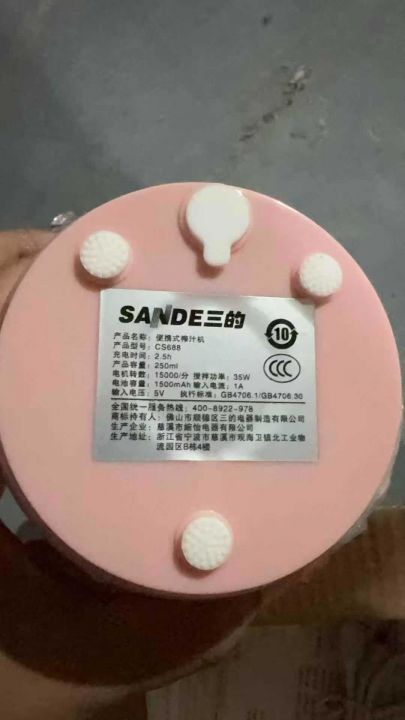 SANDE三的
10
CCC
产品名称：便携式榨汁机
产品型号：CS688
充电时间：2.5h
产品容量：250ml
电机转数：15000/分 搅拌功率：35W
电池容量：1500mAh 输入电流：1A
输入电压：5V 执行标准：GB4706.1/GB4706.30
全国统一服务热线：400-8922-978
商标持有人：佛山市顺德区三的电器制造有限公司
生产企业：慈溪市 怡电器有限公司
生产地址：浙江省宁波市慈溪市观海卫镇北工业物
流园区8栋4楼